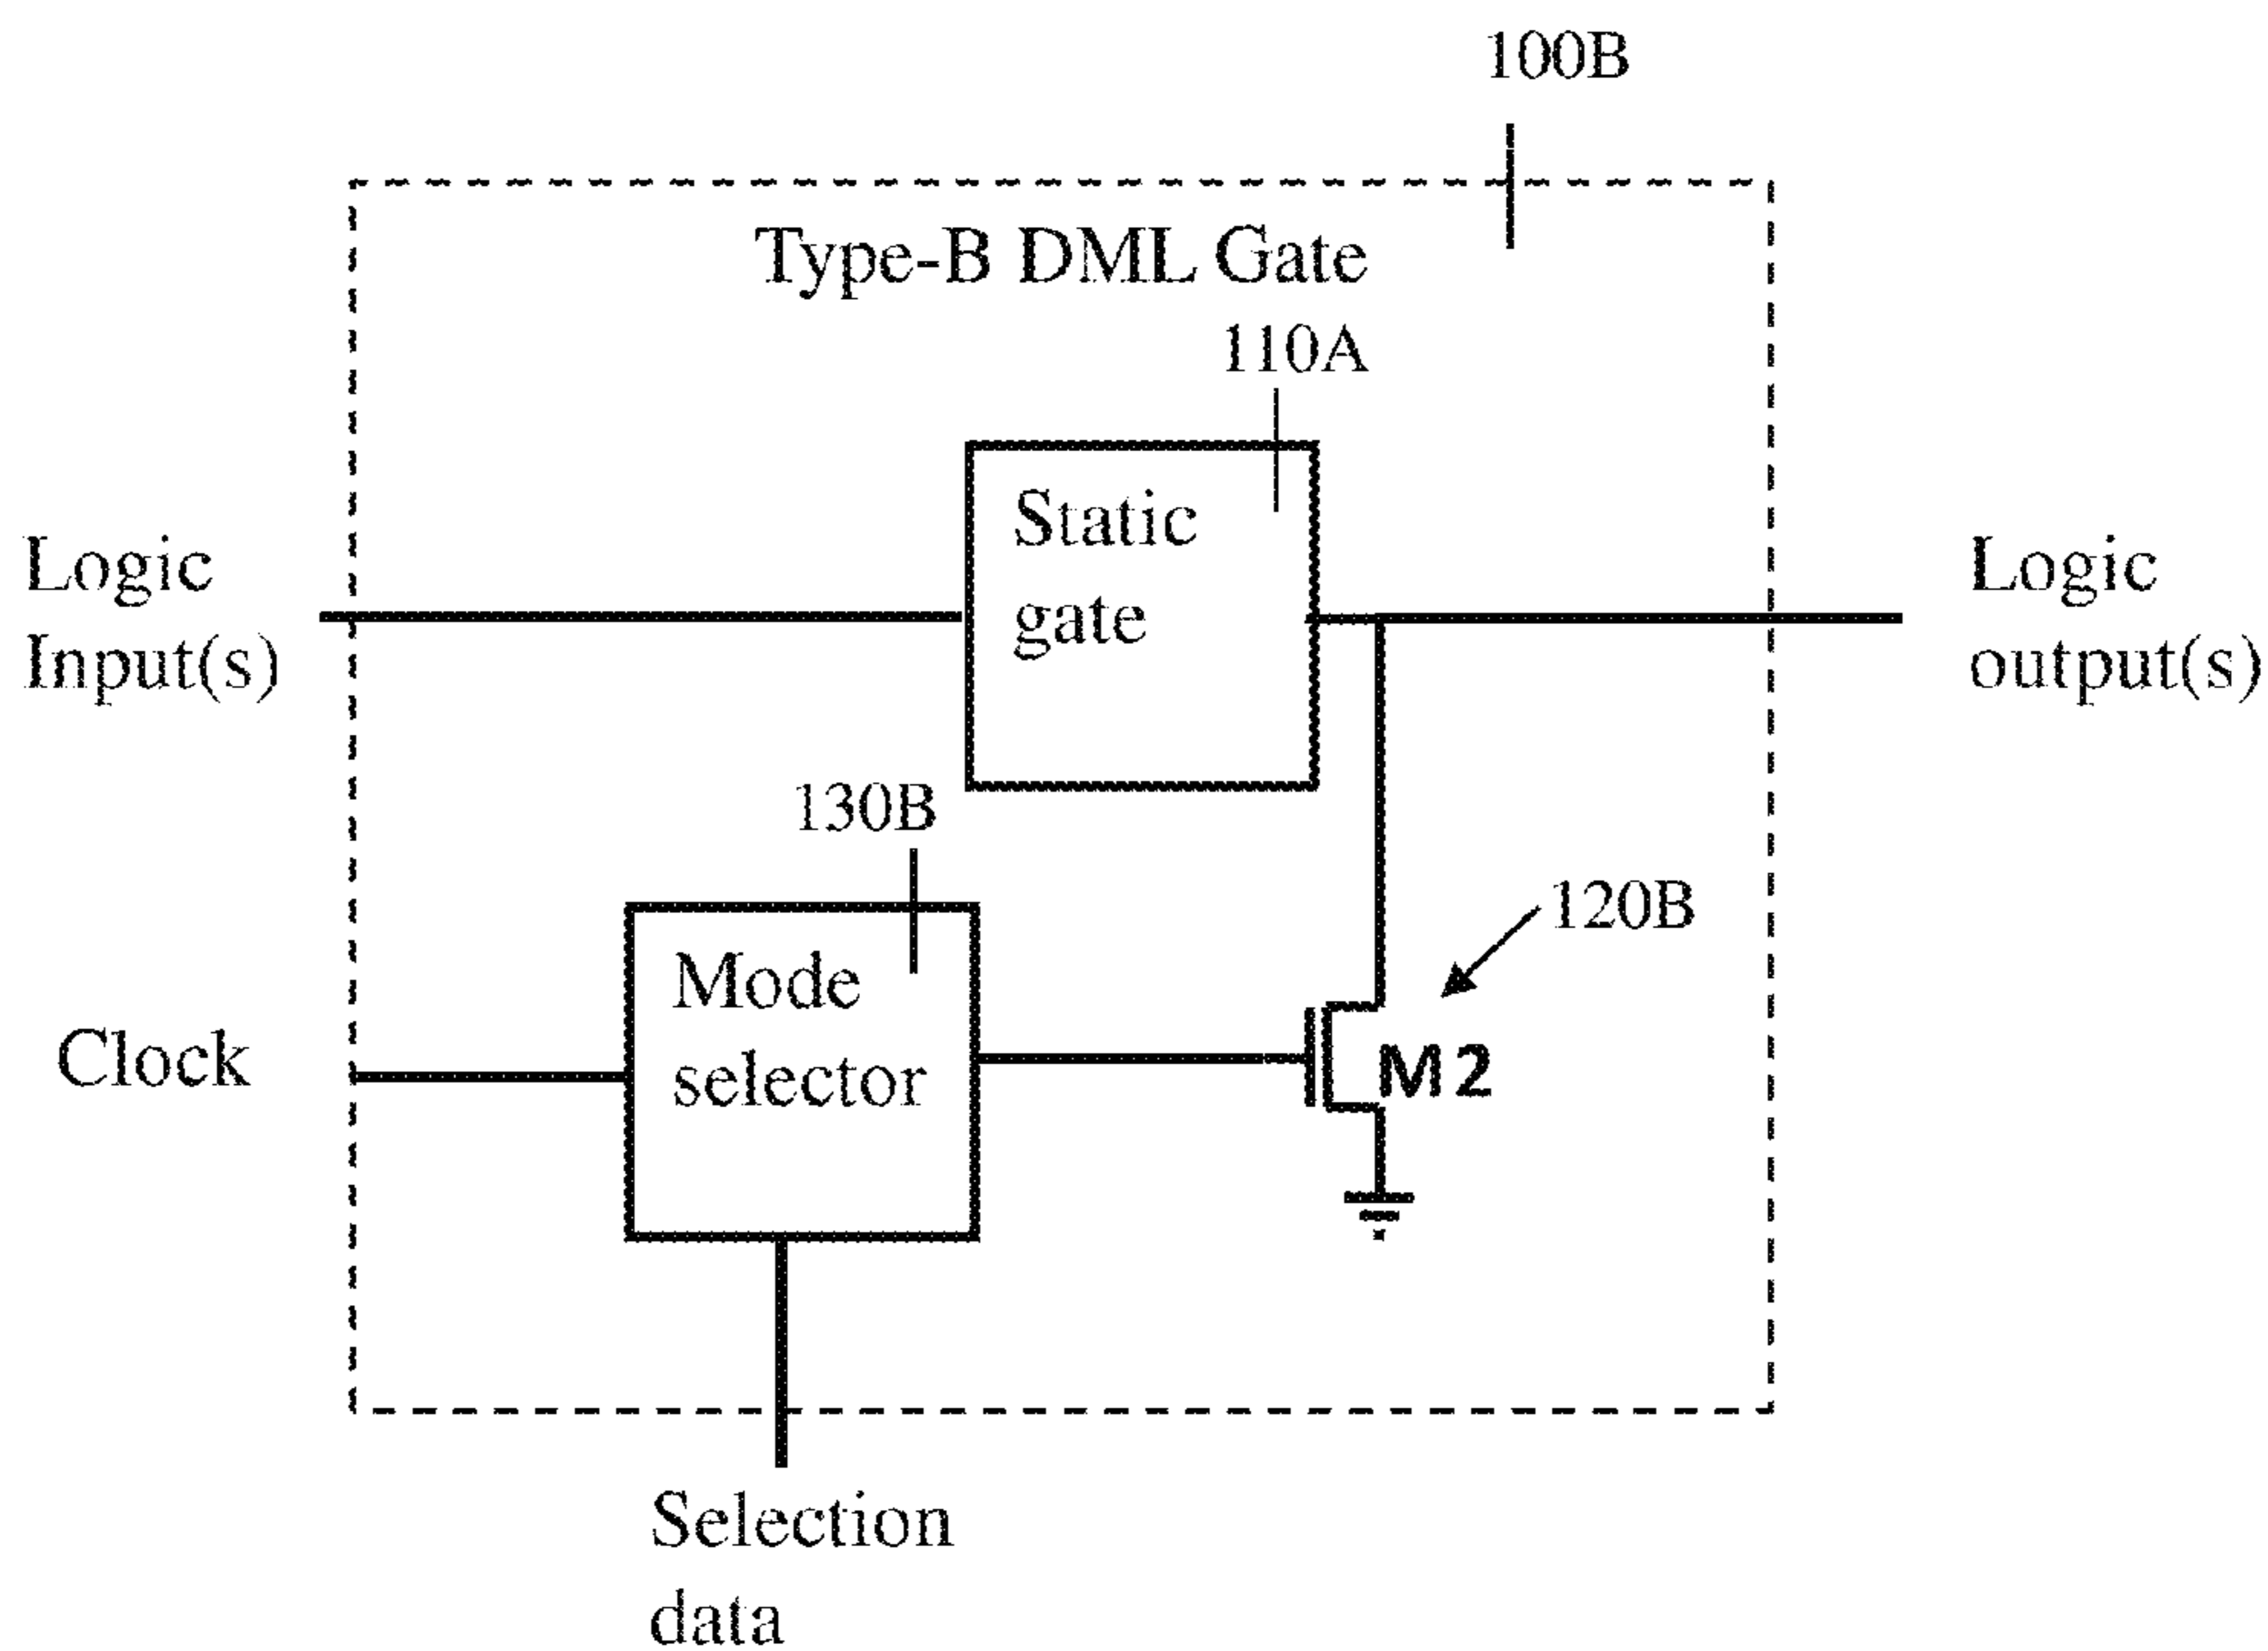 100B
Type-B DML Gate
110A
Static
gate
Logic
Input(s)
Logic
output(s)
130B
Mode
selector
120B
M2
Clock
Selection
data